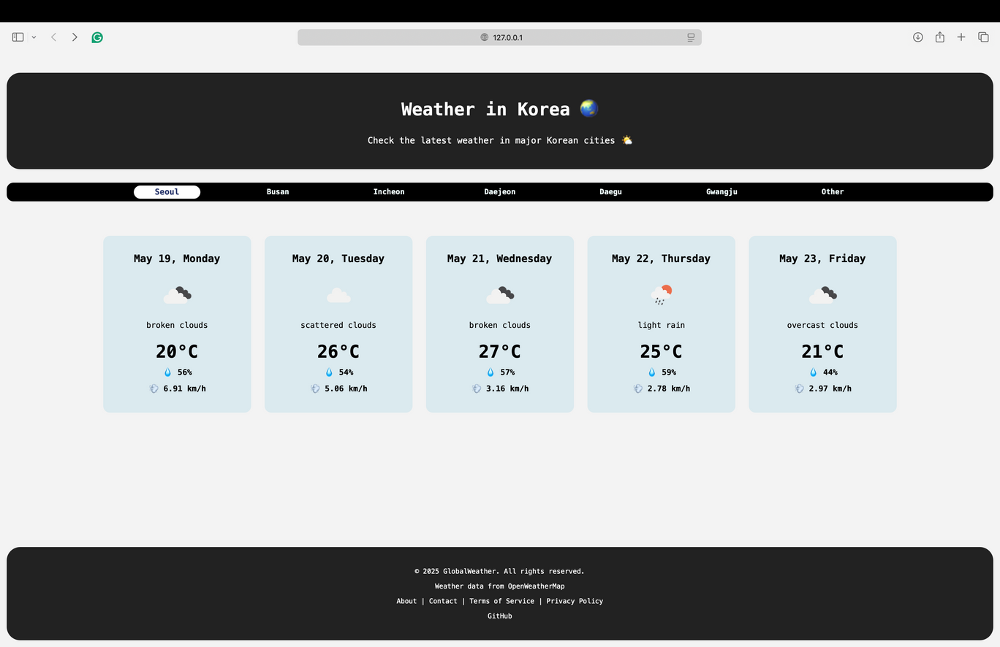 127.0.0.1
Weather in Korea 🌏
Check the latest weather in major Korean cities 🌤️
Seoul Busan Incheon Daejeon Daegu Gwangju Other
May 19, Monday
broken clouds
20°C
💧 56%
💨 6.91 km/h
May 20, Tuesday
scattered clouds
26°C
💧 54%
💨 5.06 km/h
May 21, Wednesday
broken clouds
27°C
💧 57%
💨 3.16 km/h
May 22, Thursday
light rain
25°C
💧 59%
💨 2.78 km/h
May 23, Friday
overcast clouds
21°C
💧 44%
💨 2.97 km/h
© 2025 GlobalWeather. All rights reserved.
Weather data from OpenWeatherMap
About | Contact | Terms of Service | Privacy Policy
GitHub